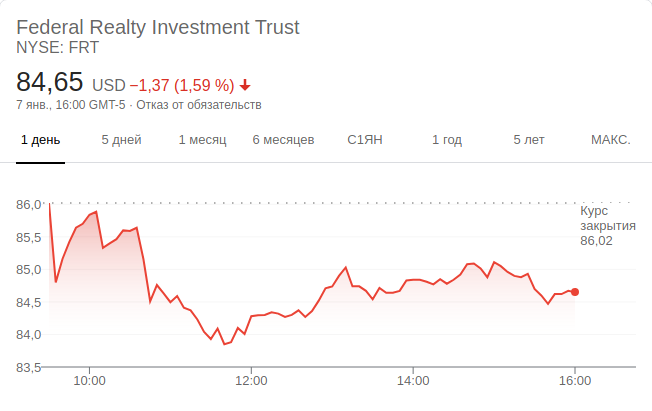 Federal Realty Investment Trust
NYSE: FRT
84,65 USD −1,37 (1,59 %)
7 янв., 16:00 GMT-5 · Отказ от обязательств
1 день 5 дней 1 месяц 6 месяцев С1ЯН 1 год 5 лет МАКС.
Курс
закрытия
86,02
86,0
85,5
85,0
84,5
84,0
83,5
10:00 12:00 14:00 16:00